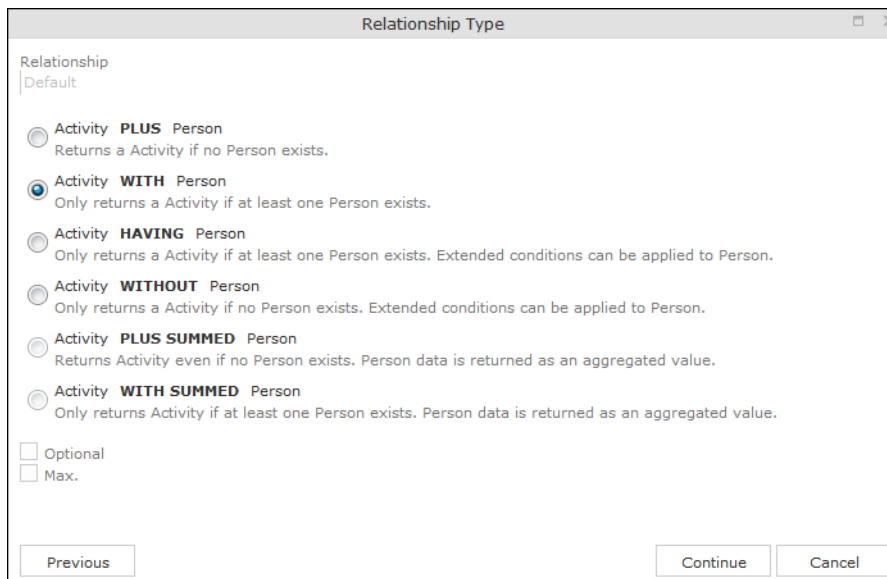 Relationship Type
Relationship
Default
Activity PLUS Person
Returns a Activity if no Person exists.
Activity WITH Person
Only returns a Activity if at least one Person exists.
Activity HAVING Person
Only returns a Activity if at least one Person exists. Extended conditions can be applied to Person.
Activity WITHOUT Person
Only returns a Activity if no Person exists. Extended conditions can be applied to Person.
Activity PLUS SUMMED Person
Returns Activity even if no Person exists. Person data is returned as an aggregated value.
Activity WITH SUMMED Person
Only returns Activity if at least one Person exists. Person data is returned as an aggregated value.
Optional
Max.
Previous Continue Cancel